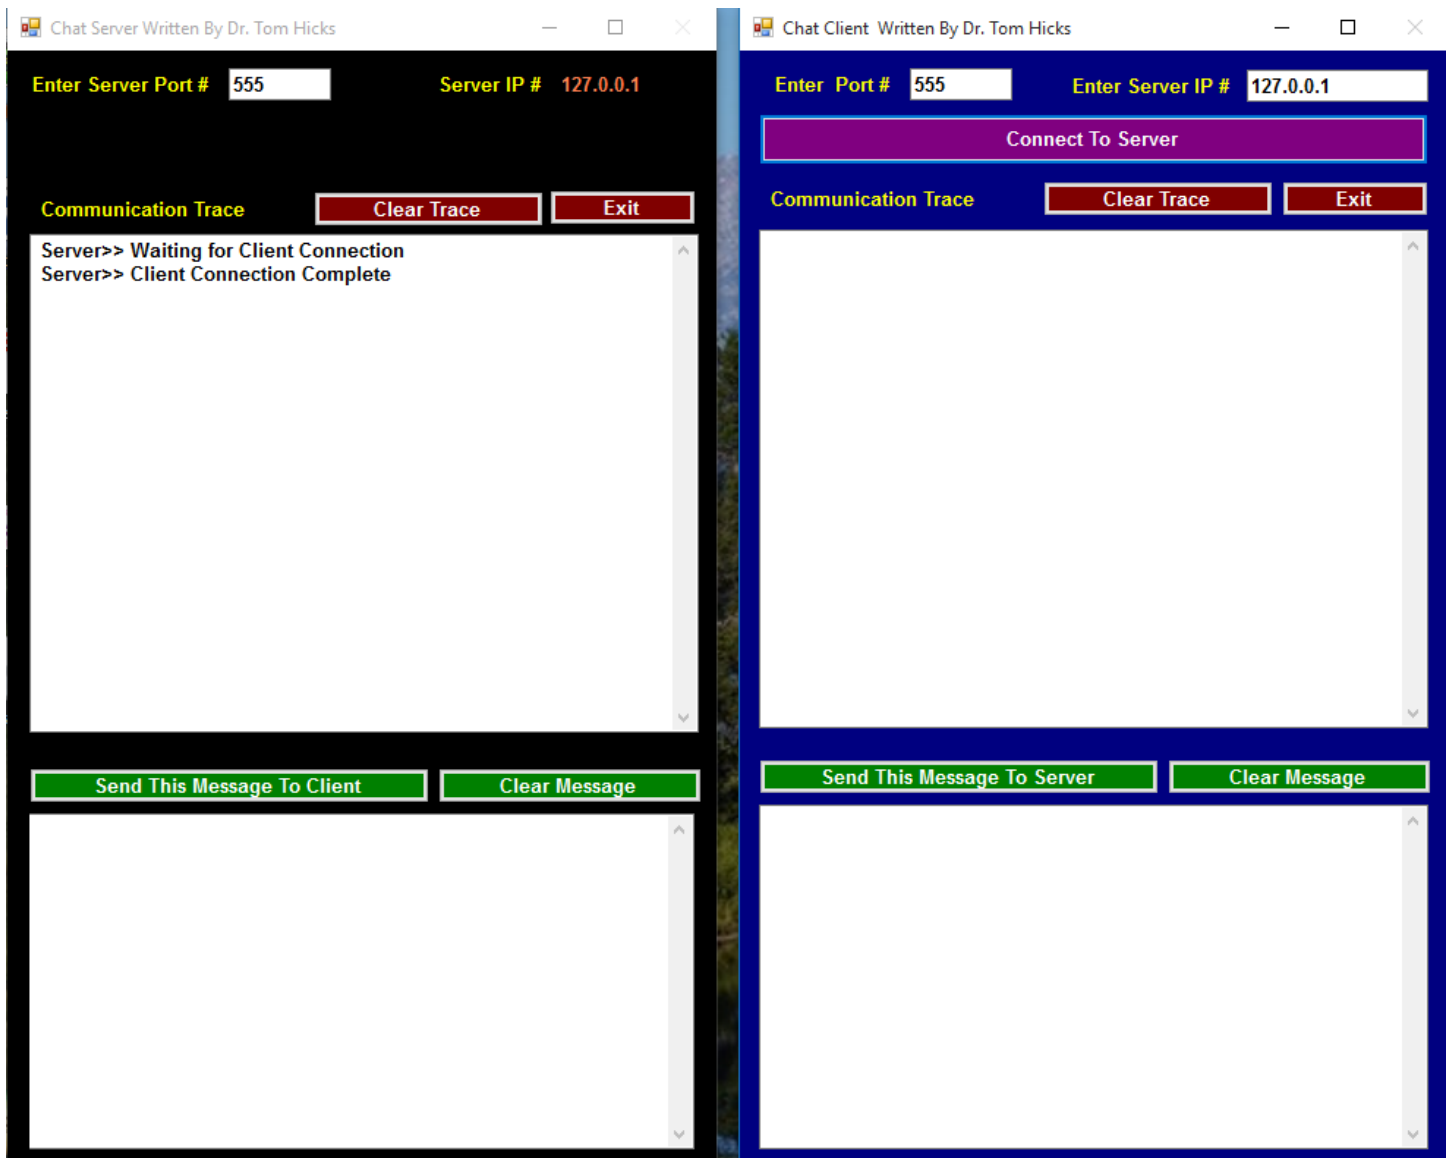 Chat Server Written By Dr. Tom Hicks
Enter Server Port # 555 Server IP # 127.0.0.1
Communication Trace Clear Trace Exit
Server>> Waiting for Client Connection
Server>> Client Connection Complete
Send This Message To Client Clear Message
Chat Client Written By Dr. Tom Hicks
Enter Port # 555 Enter Server IP # 127.0.0.1
Connect To Server
Communication Trace Clear Trace Exit
Send This Message To Server Clear Message